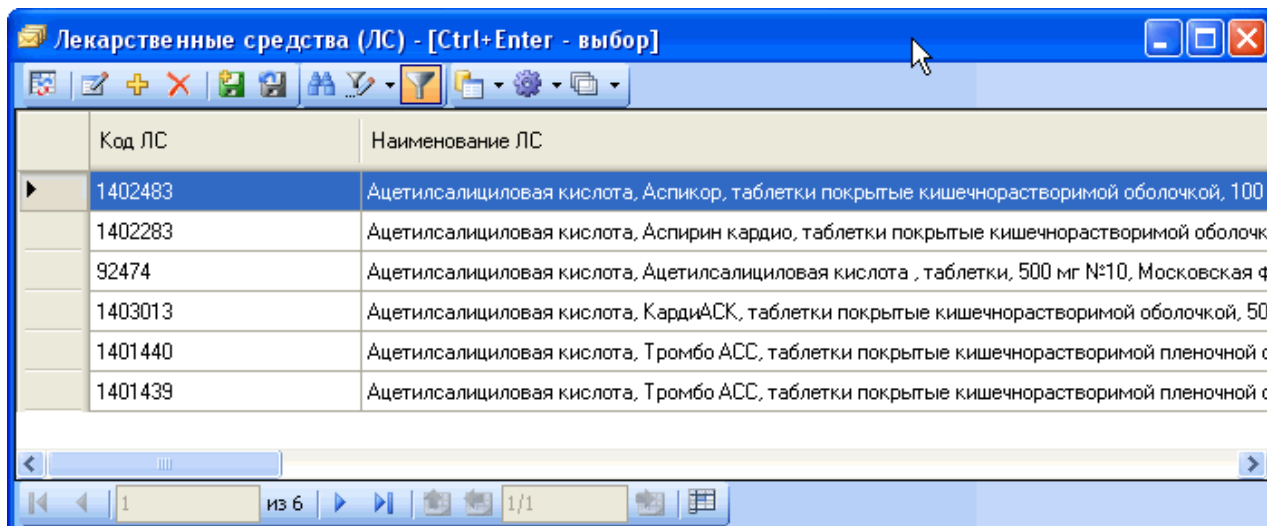 Лекарственные средства (ЛС) - [Ctrl+Enter - выбор]
Код ЛС Наименование ЛС
1402483 Ацетилсалициловая кислота, Аспикор, таблетки покрытые кишечнорастворимой оболочкой, 100
1402283 Ацетилсалициловая кислота, Аспирин кардио, таблетки покрытые кишечнорастворимой оболочк
92474 Ацетилсалициловая кислота, Ацетилсалициловая кислота , таблетки, 500 мг №10, Московская ф
1403013 Ацетилсалициловая кислота, КардиАСК, таблетки покрытые кишечнорастворимой оболочкой, 50
1401440 Ацетилсалициловая кислота, Тромбо АСС, таблетки покрытые кишечнорастворимой пленочной о
1401439 Ацетилсалициловая кислота, Тромбо АСС, таблетки покрытые кишечнорастворимой пленочной о
1 из 6 1/1